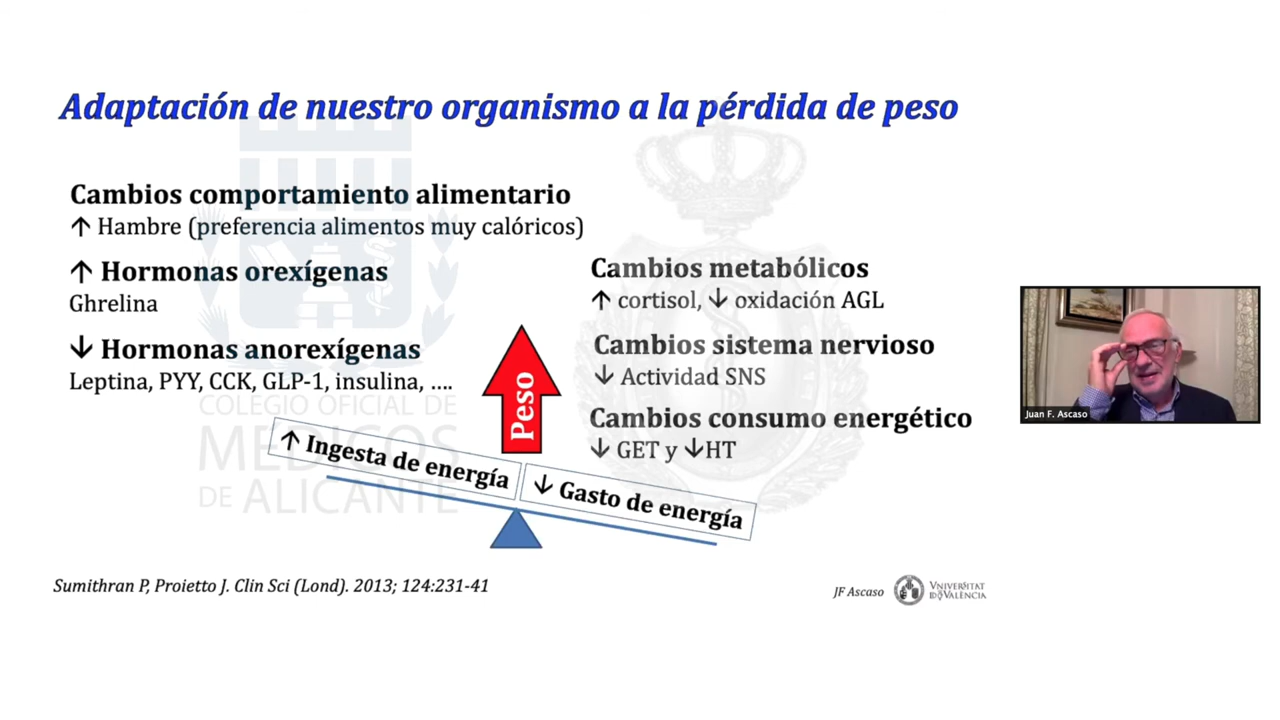 Adaptación de nuestro organismo a la pérdida de peso
Cambios comportamiento alimentario
↑ Hambre (preferencia alimentos muy calóricos)
↑ Hormonas orexígenas
Ghrelina
↓ Hormonas anorexígenas
Leptina, PYY, CCK, GLP-1, insulina, ....
Cambios metabólicos
↑ cortisol, ↓ oxidación AGL
Cambios sistema nervioso
↓ Actividad SNS
Cambios consumo energético
↓ GET y ↓HT
Peso
↑ Ingesta de energía
↓ Gasto de energía
COLEGIO OFICIAL DE
MÉDICOS
DE ALICANTE
Sumithran P, Proietto J. Clin Sci (Lond). 2013; 124:231-41
JF Ascaso
VNIVERSITAT
ID VALÈNCIA
Juan F. Ascaso